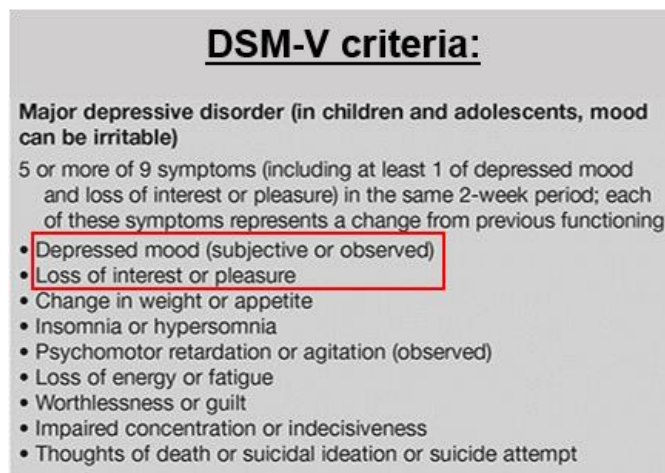 DSM-V criteria:
Major depressive disorder (in children and adolescents, mood
can be irritable)
5 or more of 9 symptoms (including at least 1 of depressed mood
and loss of interest or pleasure) in the same 2-week period; each
of these symptoms represents a change from previous functioning
• Depressed mood (subjective or observed)
• Loss of interest or pleasure
• Change in weight or appetite
• Insomnia or hypersomnia
• Psychomotor retardation or agitation (observed)
• Loss of energy or fatigue
• Worthlessness or guilt
• Impaired concentration or indecisiveness
• Thoughts of death or suicidal ideation or suicide attempt